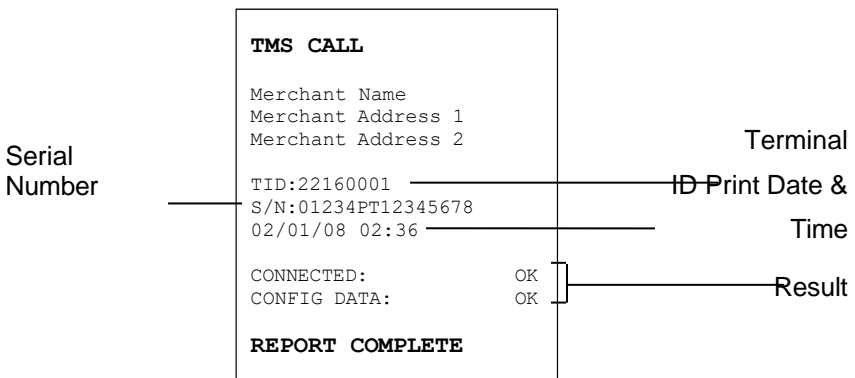 TMS CALL
Merchant Name
Merchant Address 1
Merchant Address 2
Serial
Number
TID:22160001
S/N:01234PT12345678
02/01/08 02:36
CONNECTED: OK
CONFIG DATA: OK
REPORT COMPLETE
Terminal
ID Print Date &
Time
Result